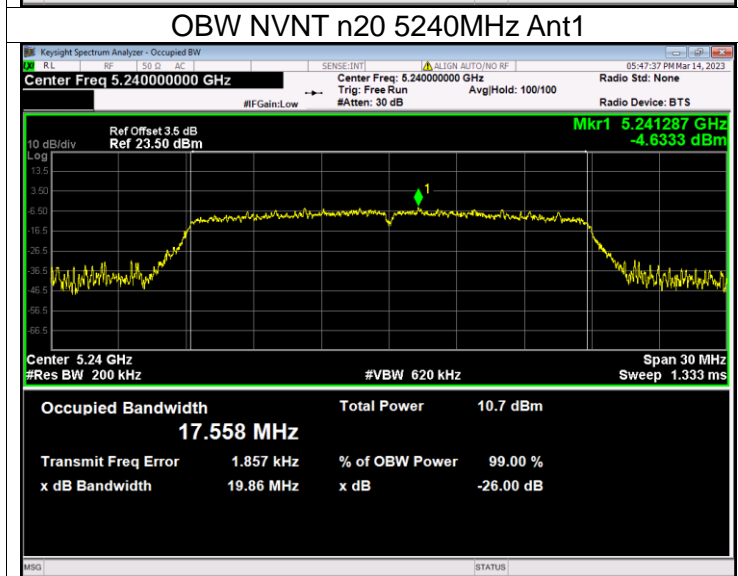 OBW NVNT n20 5240MHz Ant1
Keysight Spectrum Analyzer - Occupied BW
RL RF 50 Ω AC SENSE:INT ALIGN AUTO/NO RF 05:47:37 PM Mar 14, 2023
Center Freq 5.240000000 GHz Center Freq: 5.240000000 GHz Radio Std: None
Trig: Free Run Avg|Hold: 100/100
#IFGain:Low #Atten: 30 dB Radio Device: BTS
Mkr1 5.241287 GHz
Ref Offset 3.5 dB
10 dB/div Ref 23.50 dBm -4.6333 dBm
Log
13.5
3.50
1
-6.50
-16.5
-26.5
-36.5
-46.5
-56.5
-66.5
Center 5.24 GHz Span 30 MHz
#Res BW 200 kHz #VBW 620 kHz Sweep 1.333 ms
Occupied Bandwidth Total Power 10.7 dBm
17.558 MHz
Transmit Freq Error 1.857 kHz % of OBW Power 99.00 %
x dB Bandwidth 19.86 MHz x dB -26.00 dB
MSG STATUS